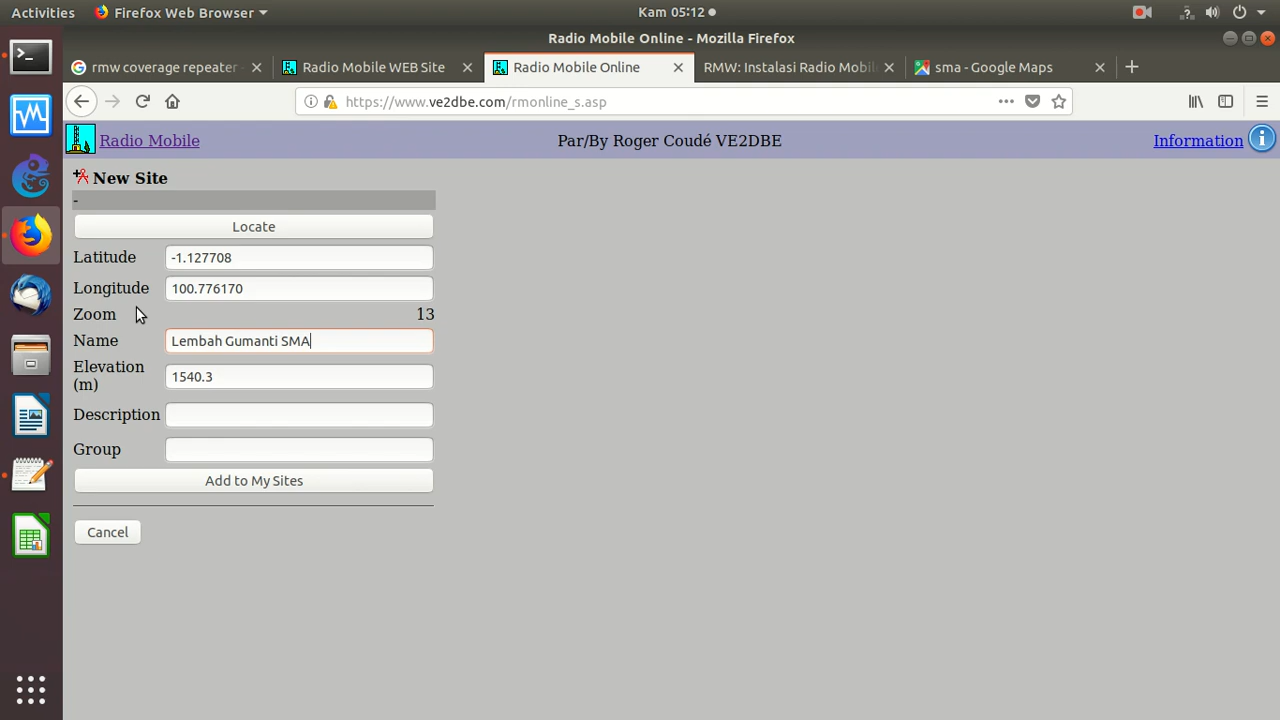 Activities Firefox Web Browser Kam 05:12
Radio Mobile Online - Mozilla Firefox
rmw coverage repeater - Radio Mobile WEB Site Radio Mobile Online RMW: Instalasi Radio Mobil sma - Google Maps
https://www.ve2dbe.com/rmonline_s.asp
Radio Mobile Par/By Roger Coudé VE2DBE Information
New Site
-
Locate
Latitude -1.127708
Longitude 100.776170
Zoom 13
Name Lembah Gumanti SMA
Elevation
(m) 1540.3
Description
Group
Add to My Sites
Cancel